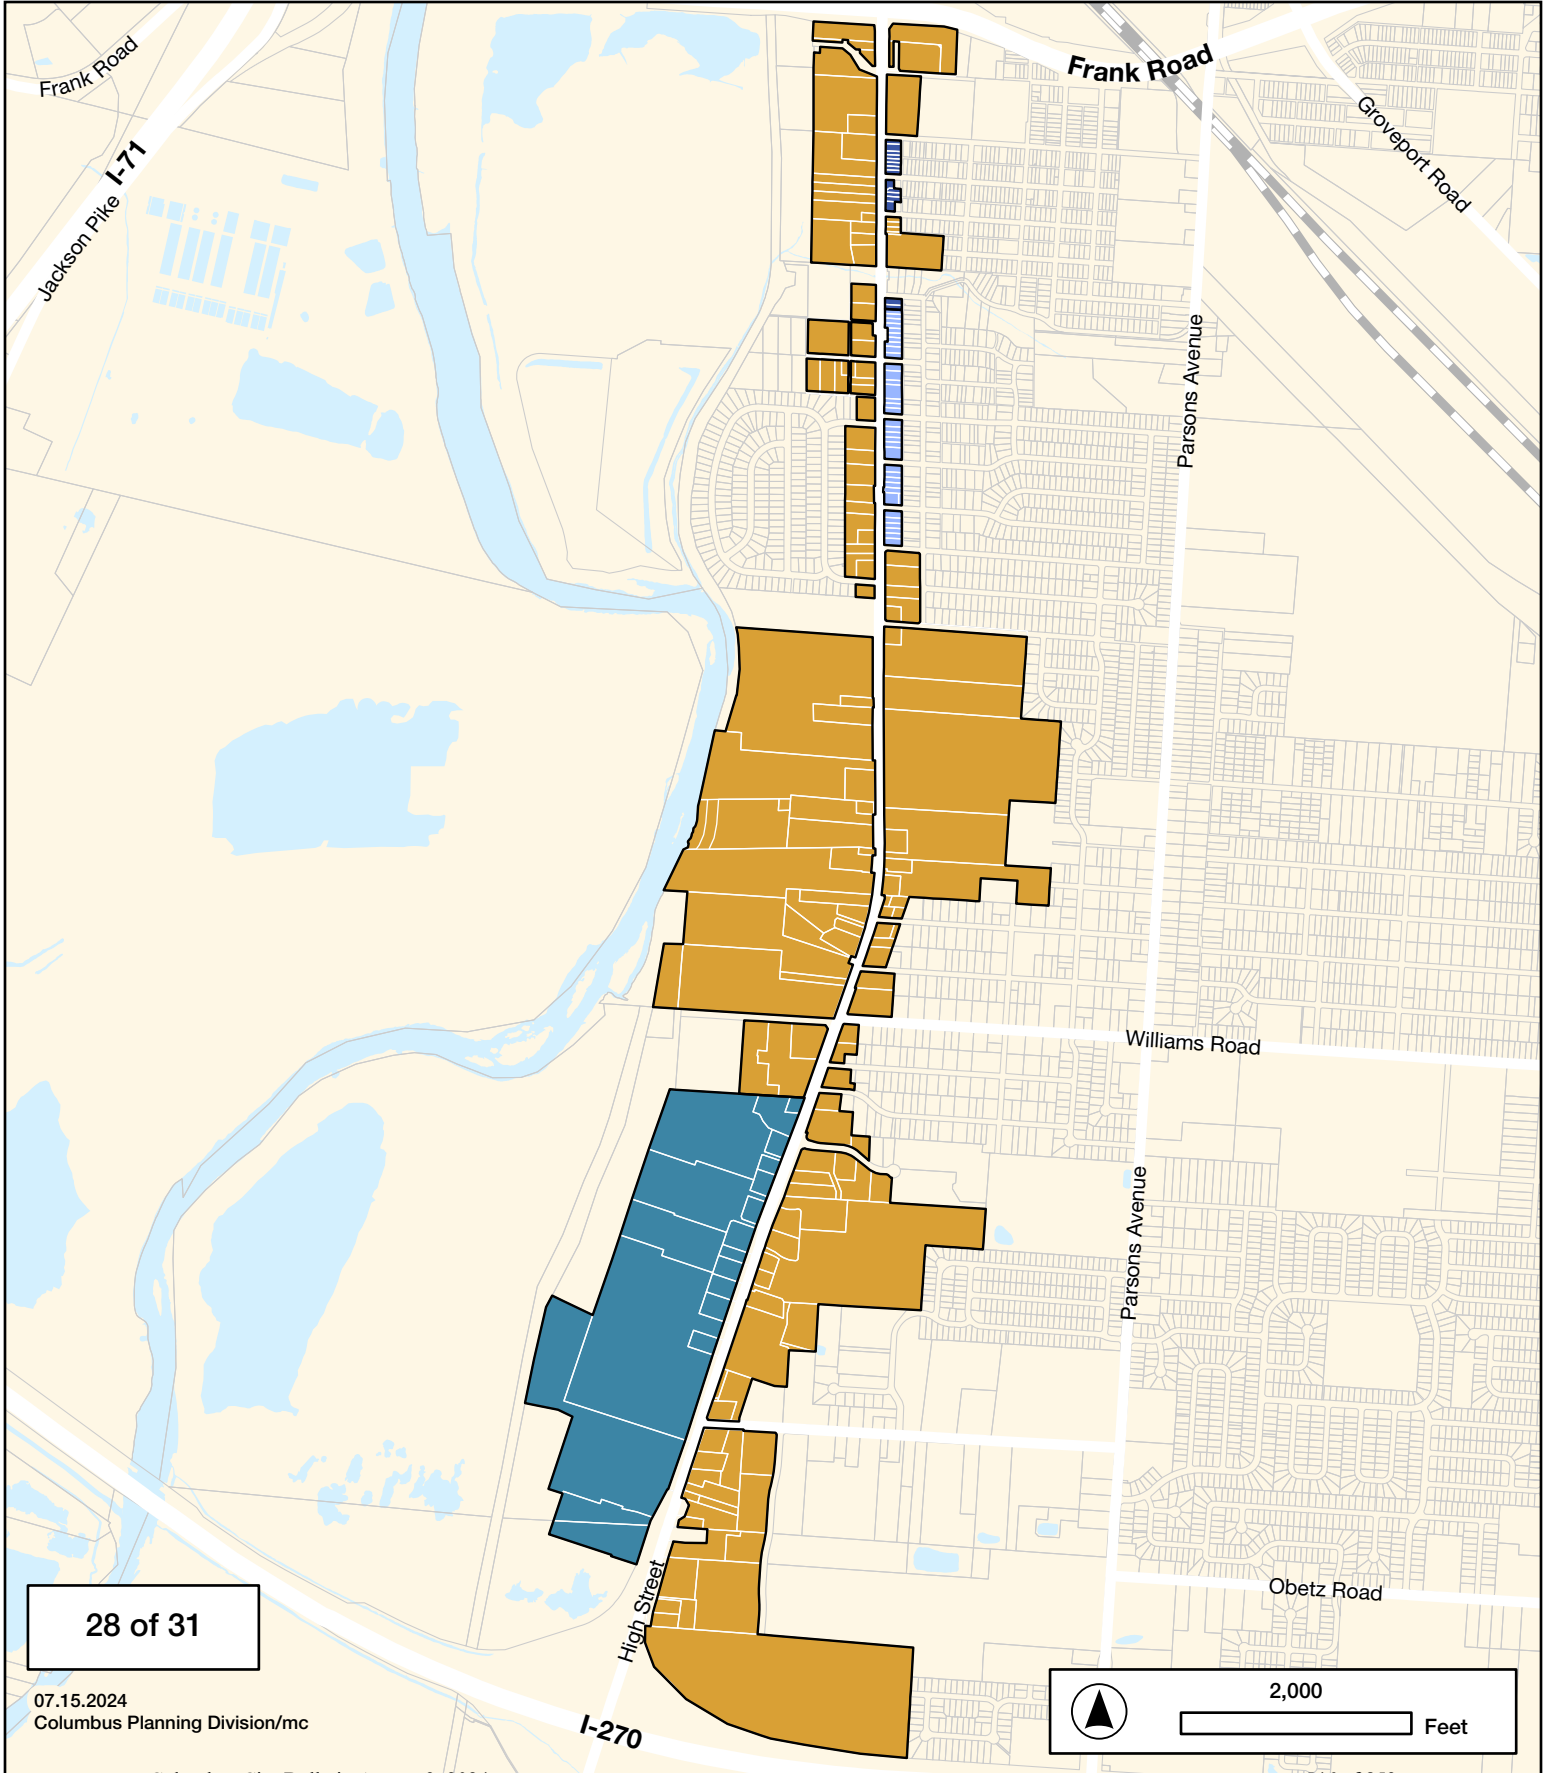 Frank Road
Frank Road
I-71
Jackson Pike
Groveport Road
Parsons Avenue
Williams Road
Parsons Avenue
Obetz Road
High Street
I-270
28 of 31
07.15.2024
Columbus Planning Division/mc
2,000
Feet